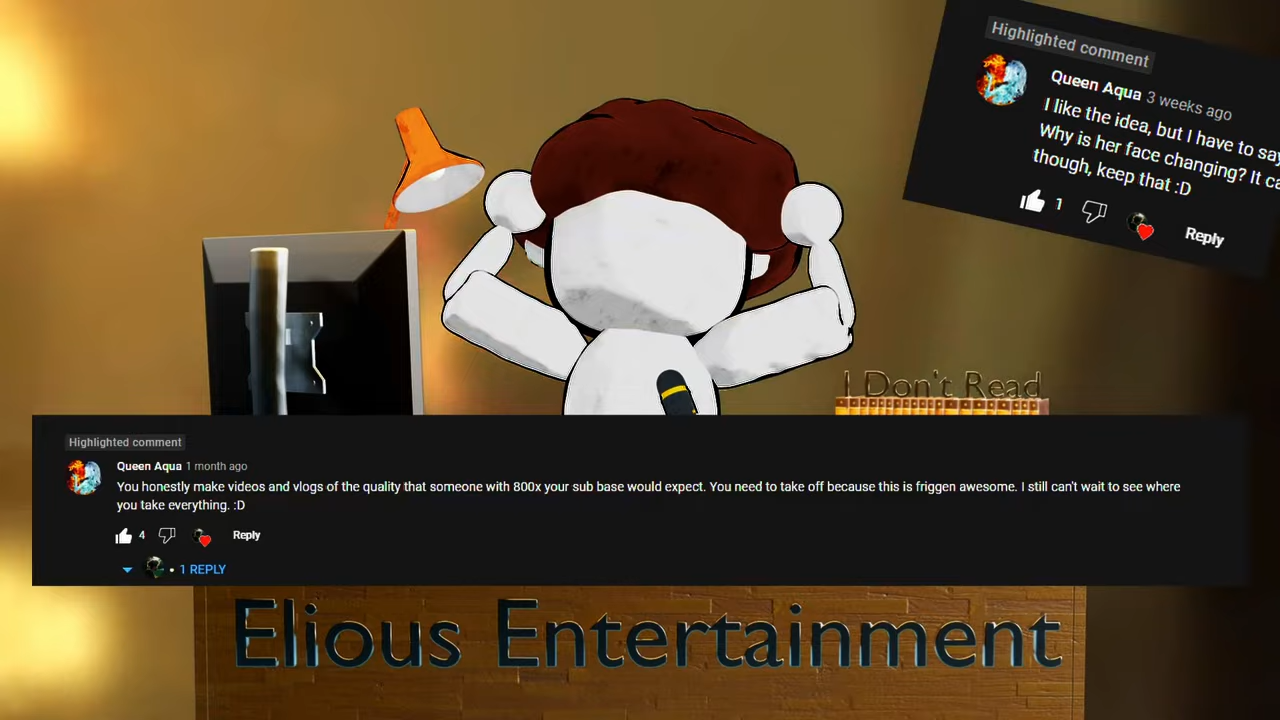 Highlighted comment
Queen Aqua 3 weeks ago
I like the idea, but I have to say
Why is her face changing? It
though, keep that :D
1
Reply
I Don't Read
Highlighted comment
Queen Aqua 1 month ago
You honestly make videos and vlogs of the quality that someone with 800x your sub base would expect. You need to take off because this is friggen awesome. I still can't wait to see where
you take everything. :D
4
Reply
• 1 REPLY
Elious Entertainment